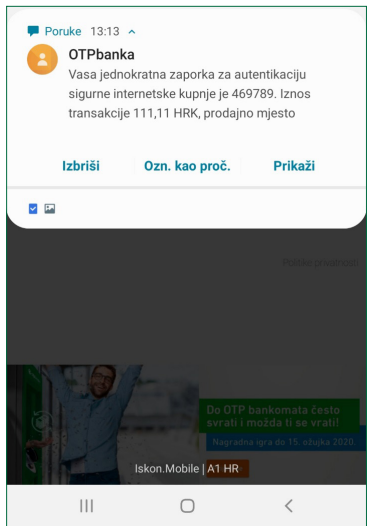 Poruke 13:13
OTPbanka
Vasa jednokratna zaporka za autentikaciju
sigurne internetske kupnje je 469789. Iznos
transakcije 111,11 HRK, prodajno mjesto
Izbriši Ozn. kao proč. Prikaži
Politika privatnosti
Do OTP bankomata često
svrati i možda ti se vrati!
Nagradna igra do 15. ožujka 2020.
Iskon.Mobile | A1 HR